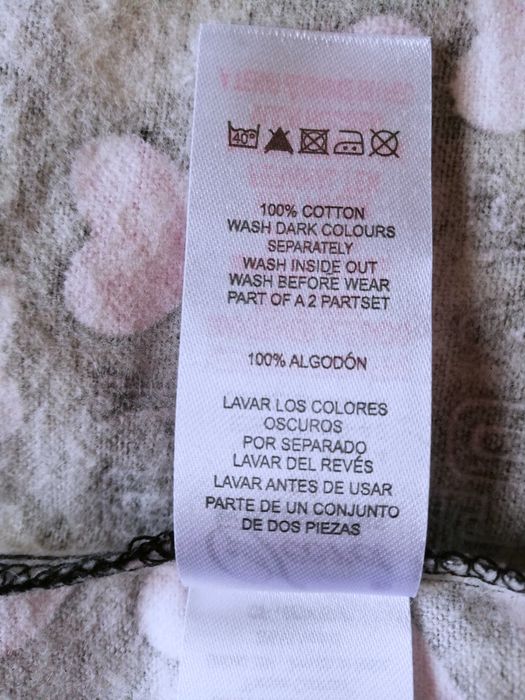 40°
100% COTTON
WASH DARK COLOURS
SEPARATELY
WASH INSIDE OUT
WASH BEFORE WEAR
PART OF A 2 PARTSET
100% ALGODÓN
LAVAR LOS COLORES
OSCUROS
POR SEPARADO
LAVAR DEL REVÉS
LAVAR ANTES DE USAR
PARTE DE UN CONJUNTO
DE DOS PIEZAS